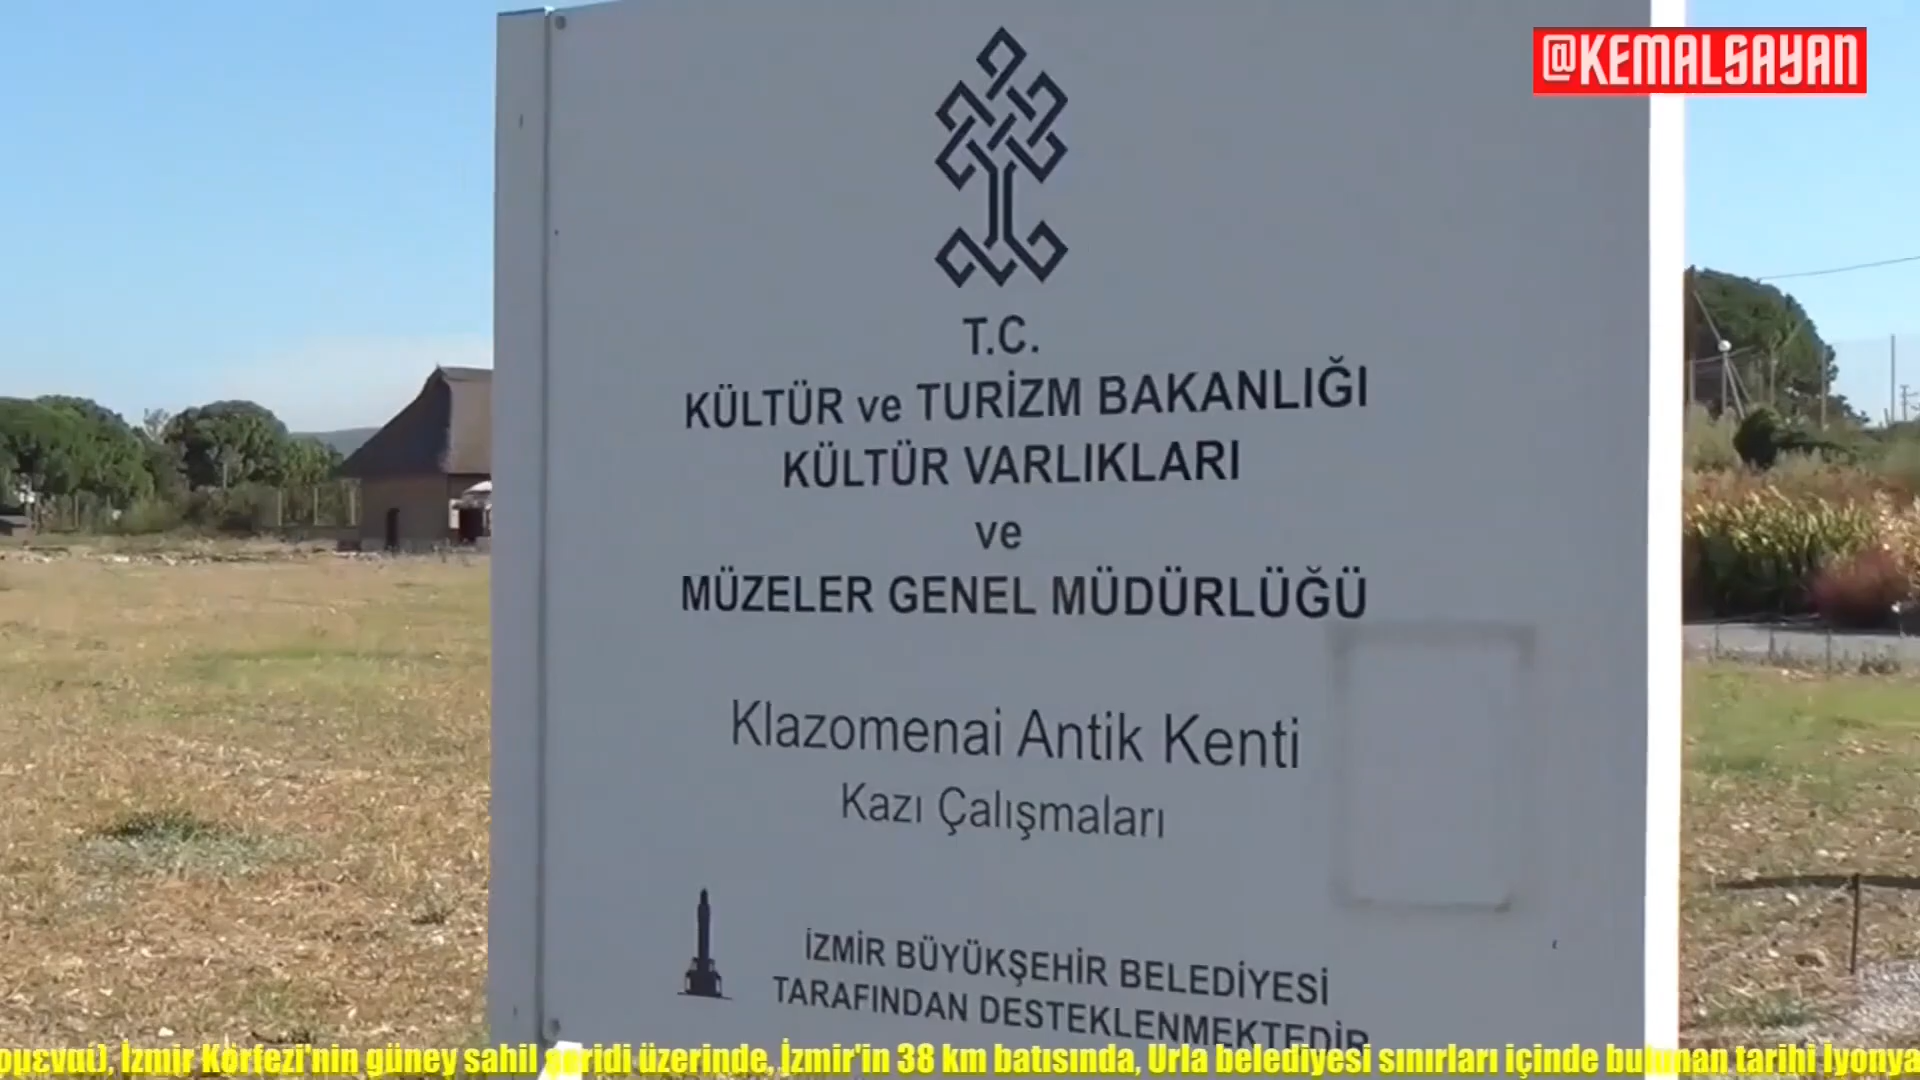 @KEMALSAYAN
T.C.
KÜLTÜR ve TURİZM BAKANLIĞI
KÜLTÜR VARLIKLARI
ve
MÜZELER GENEL MÜDÜRLÜĞÜ
Klazomenai Antik Kenti
Kazı Çalışmaları
İZMİR BÜYÜKŞEHİR BELEDİYESİ
TARAFINDAN DESTEKLENMEKTEDİR
ομεναί), İzmir Körfezi'nin güney sahil şeridi üzerinde, İzmir'in 38 km batısında, Urla belediyesi sınırları içinde bulunan tarihi İyonya